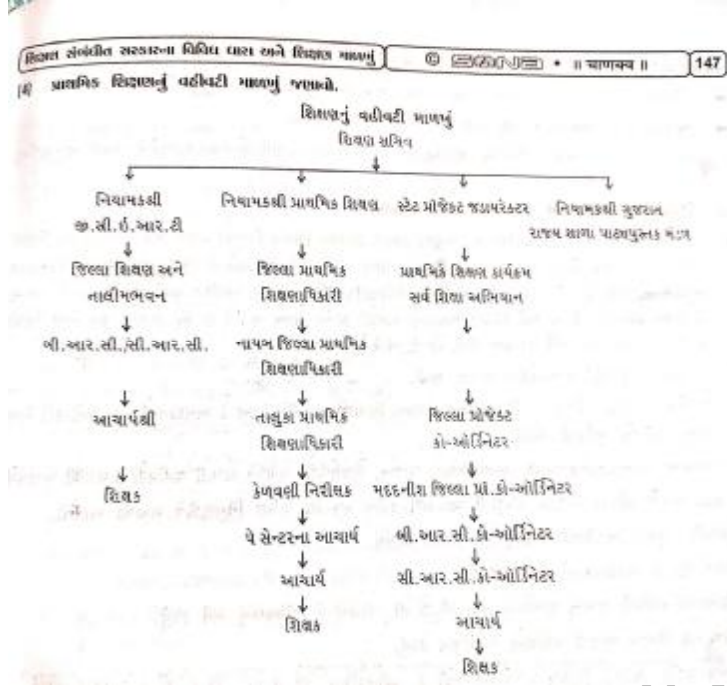 શિક્ષણ સંબંધીત સરકારના વિવિધ ધારા અને શિક્ષણ માળખું
© • ॥ चाणक्य ॥
147
પ્રાથમિક શિક્ષણનું વહીવટી માળખું જણાવો.
શિક્ષણનું વહીવટી માળખું
શિક્ષણ સચિવ
નિયામકશ્રી નિયામકશ્રી પ્રાથમિક શિક્ષણ સ્ટેટ પ્રોજેક્ટ જડાયરેક્ટર નિયામકશ્રી ગુજરાત
જી.સી.ઇ.આર.ટી રાજય શાળા પાઠ્યપુસ્તક મંડળ
જિલ્લા શિક્ષણ અને જિલ્લા પ્રાથમિક પ્રાથમિક શિક્ષણ કાર્યક્રમ
તાલીમભવન શિક્ષણાધિકારી સર્વ શિક્ષા અભિયાન
બી.આર.સી./સી.આર.સી. નાયબ જિલ્લા પ્રાથમિક
શિક્ષણાધિકારી
આચાર્યશ્રી તાલુકા પ્રાથમિક જિલ્લા પ્રોજેક્ટ
શિક્ષણાધિકારી કો-ઓર્ડિનેટર
શિક્ષક કેળવણી નિરીક્ષક મદદનીશ જિલ્લા પ્રો.કો-ઓર્ડિનેટર
પે સેન્ટરના આચાર્ય બી.આર.સી.કો-ઓર્ડિનેટર
આચાર્ય સી.આર.સી.કો-ઓર્ડિનેટર
શિક્ષક આચાર્ય
શિક્ષક